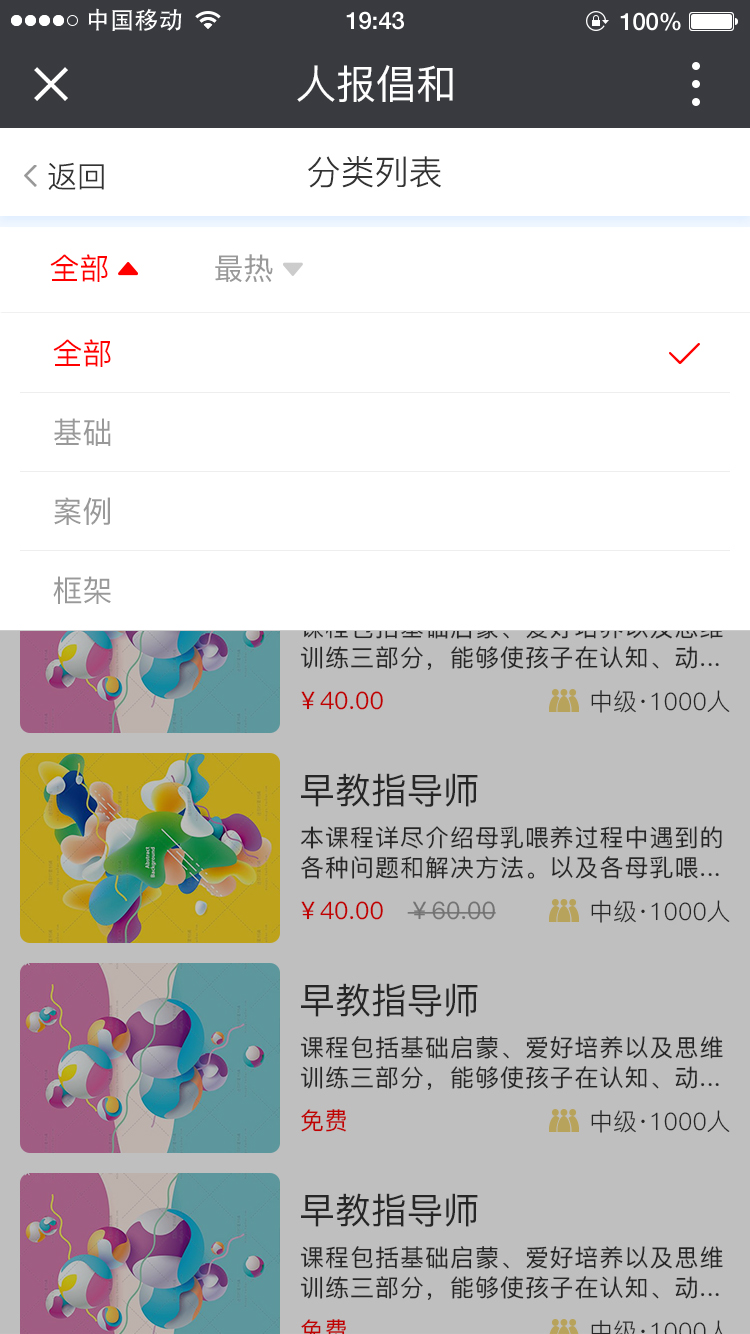 中国移动 19:43 100%
人报倡和
返回 分类列表
全部 最热
全部
基础
案例
框架
课程包括基础启蒙、爱好培养以及思维
训练三部分，能够使孩子在认知、动...
￥40.00 中级·1000人
早教指导师
本课程详尽介绍母乳喂养过程中遇到的
各种问题和解决方法。以及各母乳喂...
￥40.00 ￥60.00 中级·1000人
Abstract
Background
早教指导师
课程包括基础启蒙、爱好培养以及思维
训练三部分，能够使孩子在认知、动...
免费 中级·1000人
早教指导师
课程包括基础启蒙、爱好培养以及思维
训练三部分，能够使孩子在认知、动...
免费 中级·1000人